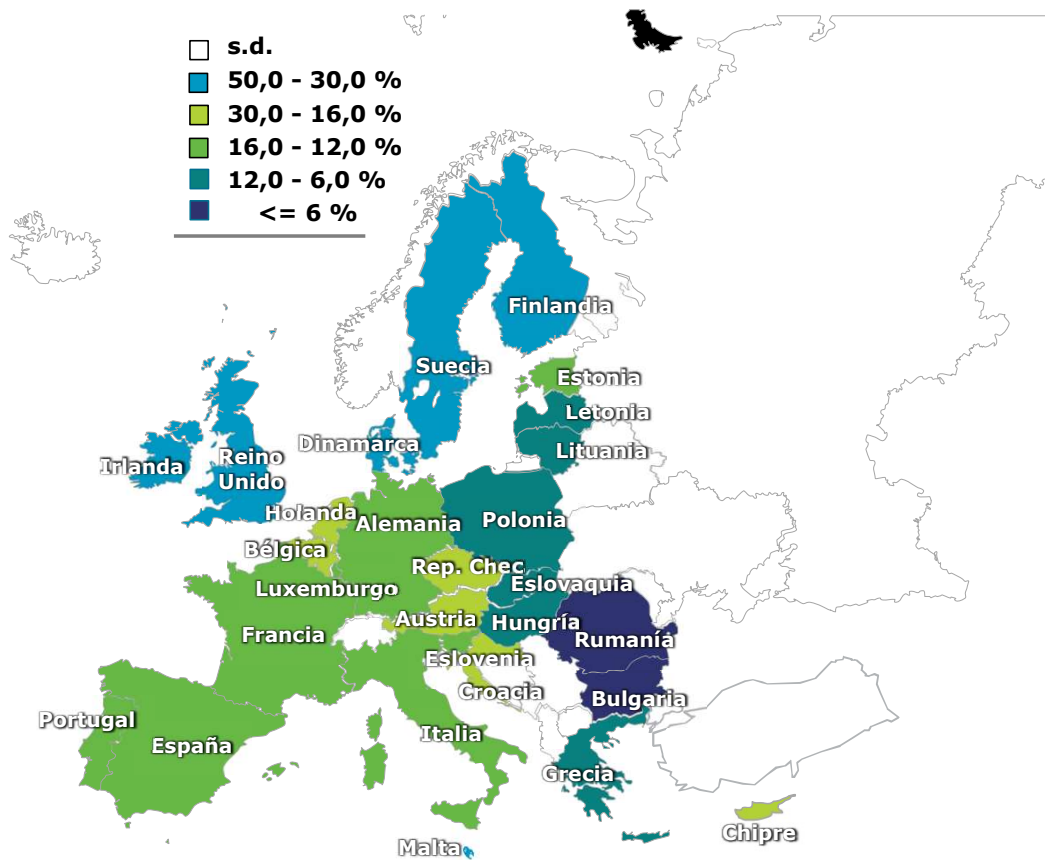 s.d.
50,0 - 30,0 %
30,0 - 16,0 %
16,0 - 12,0 %
12,0 - 6,0 %
<= 6 %
Finlandia
Suecia
Estonia
Letonia
Dinamarca
Lituania
Irlanda
Reino
Unido
Holanda
Alemania
Polonia
Bélgica
Rep. Chec
Eslovaquia
Luxemburgo
Austria
Hungría
Francia
Rumanía
Eslovenia
Croacia
Bulgaria
Portugal
España
Italia
Grecia
Chipre
Malta